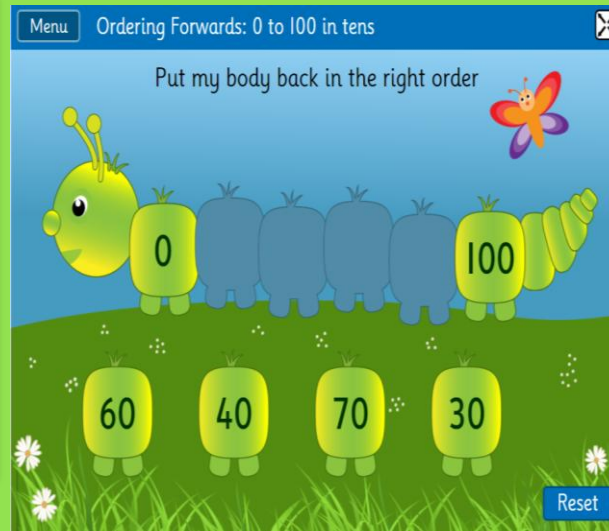 Menu
Ordering Forwards: 0 to 100 in tens
Put my body back in the right order
0
100
60
40
70
30
Reset